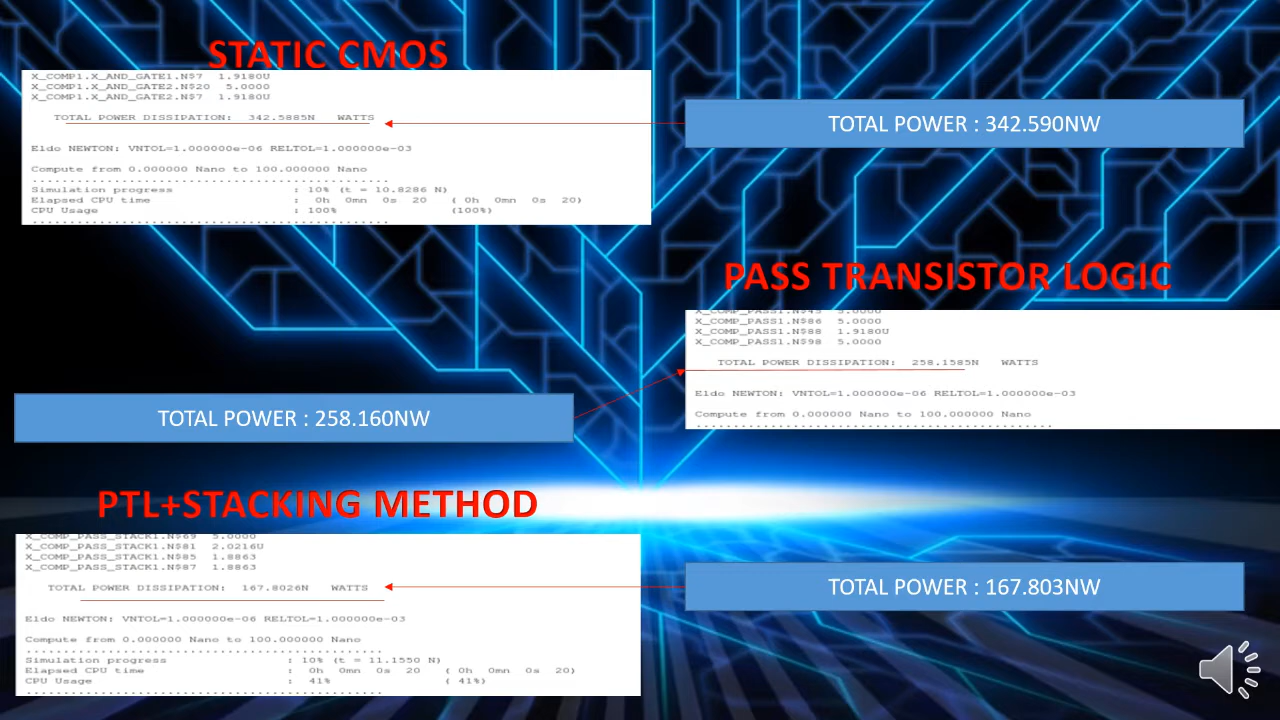 STATIC CMOS
X_COMP1.X_AND_GATE1.N$7 1.9180U
X_COMP1.X_AND_GATE2.N$20 5.0000
X_COMP1.X_AND_GATE2.N$7 1.9180U
TOTAL POWER DISSIPATION: 342.5885N WATTS
Eldo NEWTON: VNTOL=1.000000e-06 RELTOL=1.000000e-03
Compute from 0.000000 Nano to 100.000000 Nano
Simulation progress : 10% (t = 10.8286 N)
Elapsed CPU time : 0h 0mn 0s 20 ( 0h 0mn 0s 20)
CPU Usage : 100% (100%)
TOTAL POWER : 342.590NW
PASS TRANSISTOR LOGIC
X_COMP_PASS1.N$45 5.0000
X_COMP_PASS1.N$86 5.0000
X_COMP_PASS1.N$88 1.9180U
X_COMP_PASS1.N$98 5.0000
TOTAL POWER DISSIPATION: 258.1585N WATTS
Eldo NEWTON: VNTOL=1.000000e-06 RELTOL=1.000000e-03
Compute from 0.000000 Nano to 100.000000 Nano
TOTAL POWER : 258.160NW
PTL+STACKING METHOD
X_COMP_PASS_STACK1.N$69 5.0000
X_COMP_PASS_STACK1.N$81 2.0216U
X_COMP_PASS_STACK1.N$85 1.8863
X_COMP_PASS_STACK1.N$87 1.8863
TOTAL POWER DISSIPATION: 167.8026N WATTS
Eldo NEWTON: VNTOL=1.000000e-06 RELTOL=1.000000e-03
Compute from 0.000000 Nano to 100.000000 Nano
Simulation progress : 10% (t = 11.1550 N)
Elapsed CPU time : 0h 0mn 0s 20 ( 0h 0mn 0s 20)
CPU Usage : 41% ( 41%)
TOTAL POWER : 167.803NW